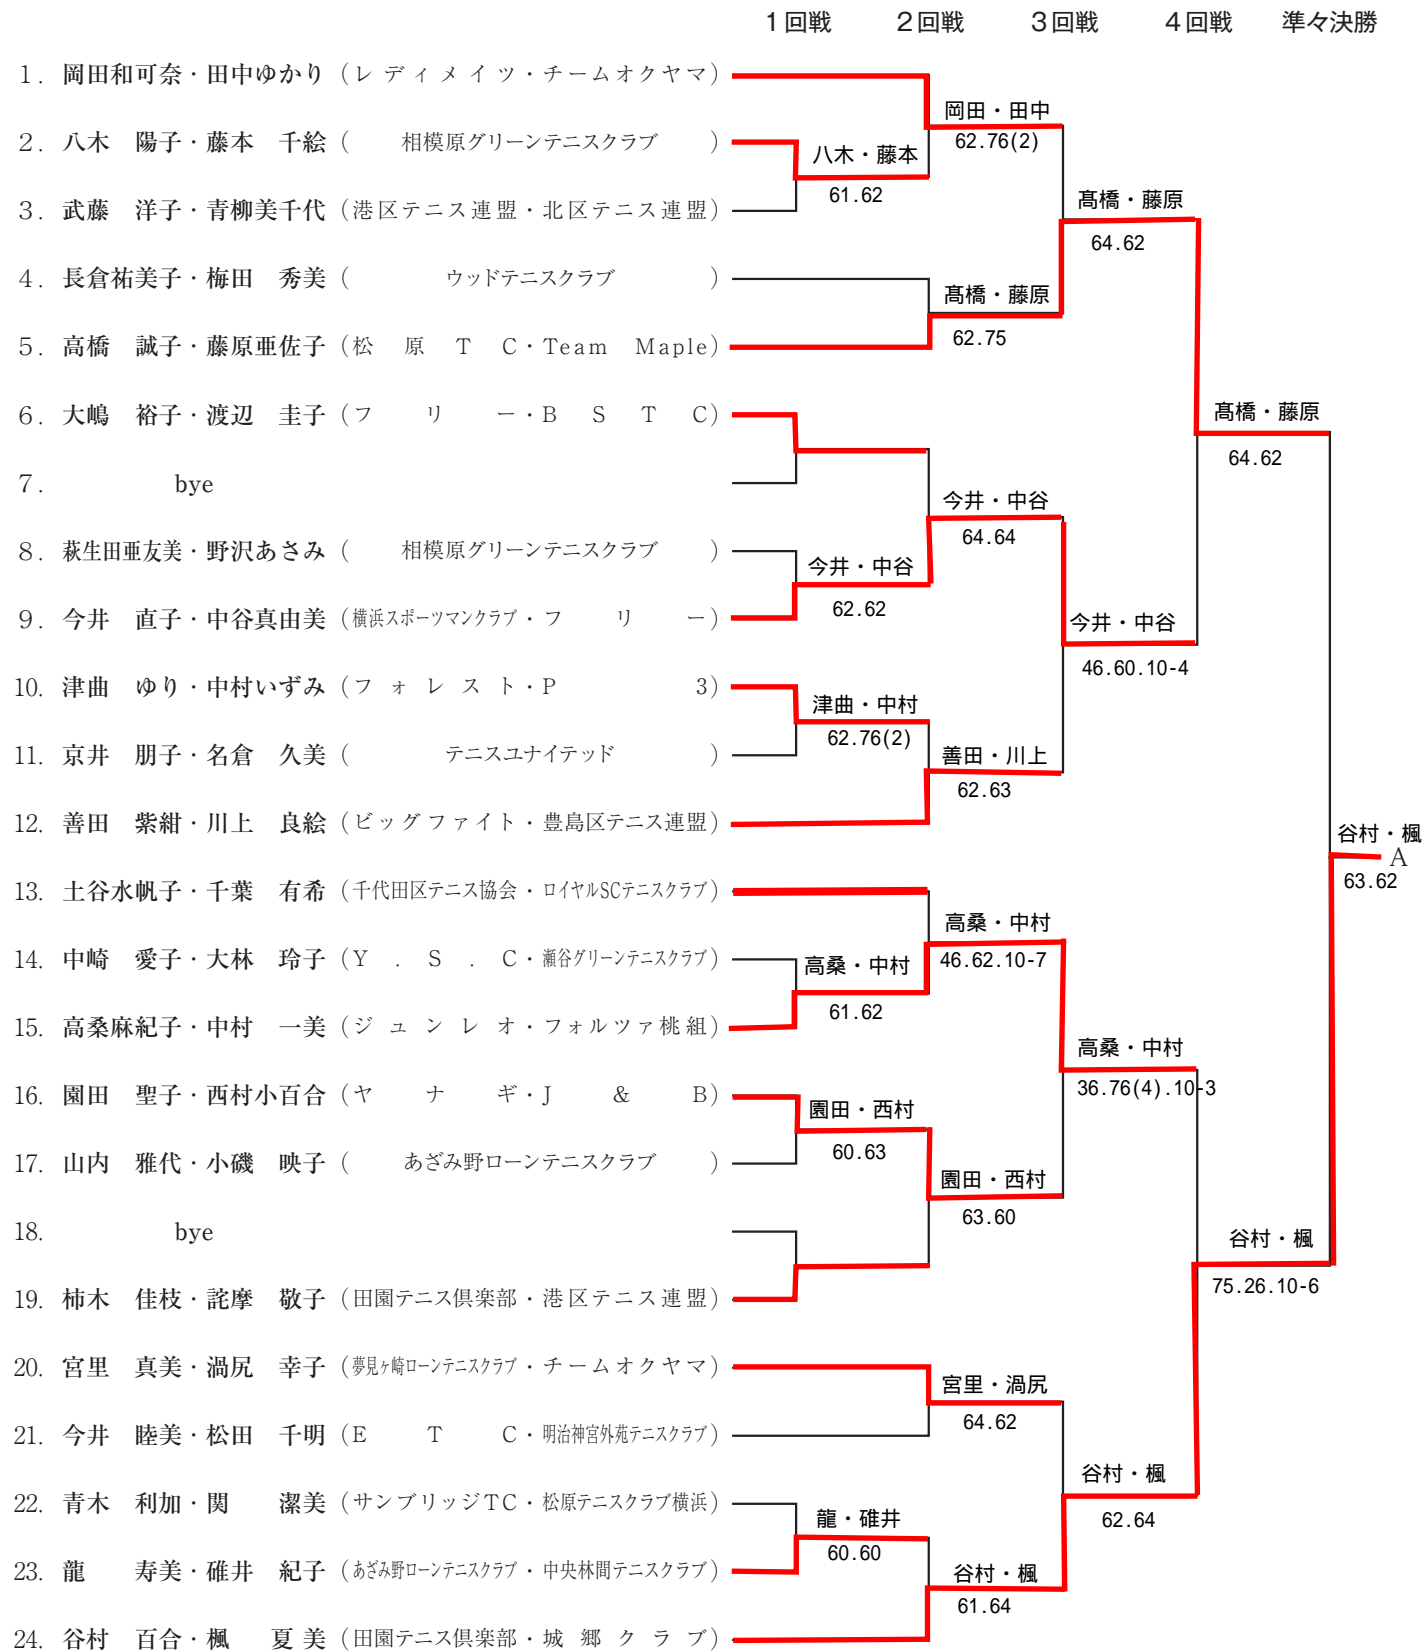 1回戦 2回戦 3回戦 4回戦 準々決勝
1. 岡田和可奈・田中ゆかり (レディメイツ・チームオクヤマ)
2. 八木 陽子・藤本 千絵 (相模原グリーンテニスクラブ)
3. 武藤 洋子・青柳美千代 (港区テニス連盟・北区テニス連盟)
4. 長倉祐美子・梅田 秀美 (ウッドテニスクラブ)
5. 高橋 誠子・藤原亜佐子 (松原TC・Team Maple)
6. 大嶋 裕子・渡辺 圭子 (フリー・BSTC)
7. bye
8. 萩生田亜友美・野沢あさみ (相模原グリーンテニスクラブ)
9. 今井 直子・中谷真由美 (横浜スポーツマンクラブ・フリー)
10. 津曲 ゆり・中村いずみ (フォレスト・P3)
11. 京井 朋子・名倉 久美 (テニスユナイテッド)
12. 善田 紫紺・川上 良絵 (ビッグファイト・豊島区テニス連盟)
13. 土谷水帆子・千葉 有希 (千代田区テニス協会・ロイヤルSCテニスクラブ)
14. 中崎 愛子・大林 玲子 (Y.S.C・瀬谷グリーンテニスクラブ)
15. 高桑麻紀子・中村 一美 (ジュンレオ・フォルツァ桃組)
16. 園田 聖子・西村小百合 (ヤナギ・J&B)
17. 山内 雅代・小磯 映子 (あざみ野ローンテニスクラブ)
18. bye
19. 柿木 佳枝・詫摩 敬子 (田園テニス倶楽部・港区テニス連盟)
20. 宮里 真美・渦尻 幸子 (夢見ヶ崎ローンテニスクラブ・チームオクヤマ)
21. 今井 睦美・松田 千明 (ETC・明治神宮外苑テニスクラブ)
22. 青木 利加・関 潔美 (サンブリッジTC・松原テニスクラブ横浜)
23. 龍 寿美・碓井 紀子 (あざみ野ローンテニスクラブ・中央林間テニスクラブ)
24. 谷村 百合・楓 夏美 (田園テニス倶楽部・城郷クラブ)
八木・藤本
61.62
今井・中谷
62.62
津曲・中村
62.76(2)
高桑・中村
61.62
園田・西村
60.63
龍・碓井
60.60
岡田・田中
62.76(2)
髙橋・藤原
62.75
今井・中谷
64.64
善田・川上
62.63
高桑・中村
46.62.10-7
園田・西村
63.60
宮里・渦尻
64.62
谷村・楓
61.64
髙橋・藤原
64.62
今井・中谷
46.60.10-4
高桑・中村
36.76(4).10-3
谷村・楓
62.64
髙橋・藤原
64.62
谷村・楓
75.26.10-6
谷村・楓
A
63.62